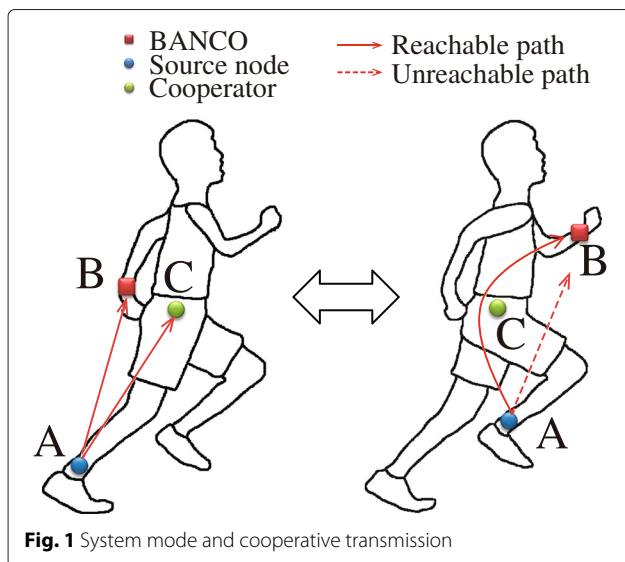 BANCO
Source node
Cooperator
Reachable path
Unreachable path
B
C
A
B
C
A
Fig. 1 System mode and cooperative transmission